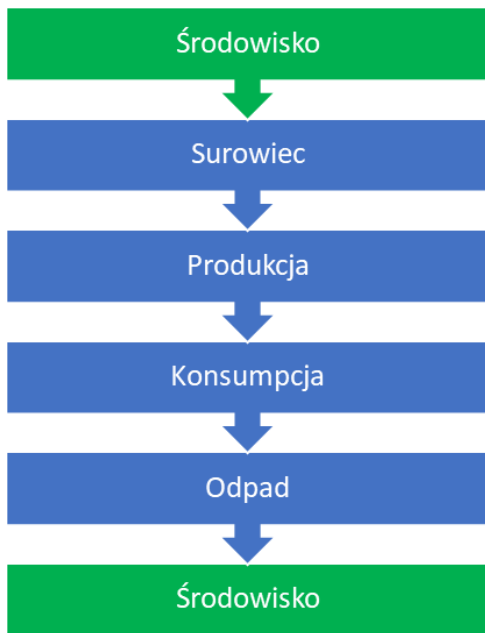 Środowisko
Surowiec
Produkcja
Konsumpcja
Odpad
Środowisko